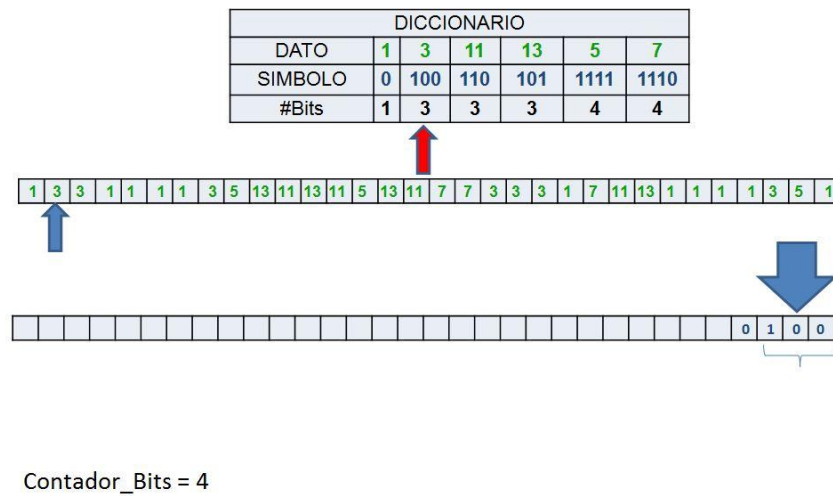 DICCIONARIO
DATO 1 3 11 13 5 7
SIMBOLO 0 100 110 101 1111 1110
#Bits 1 3 3 3 4 4
1 3 3 1 1 1 1 3 5 13 11 13 11 5 13 11 7 7 3 3 3 1 7 11 13 1 1 1 1 3 5 1
0 1 0 0
Contador_Bits = 4